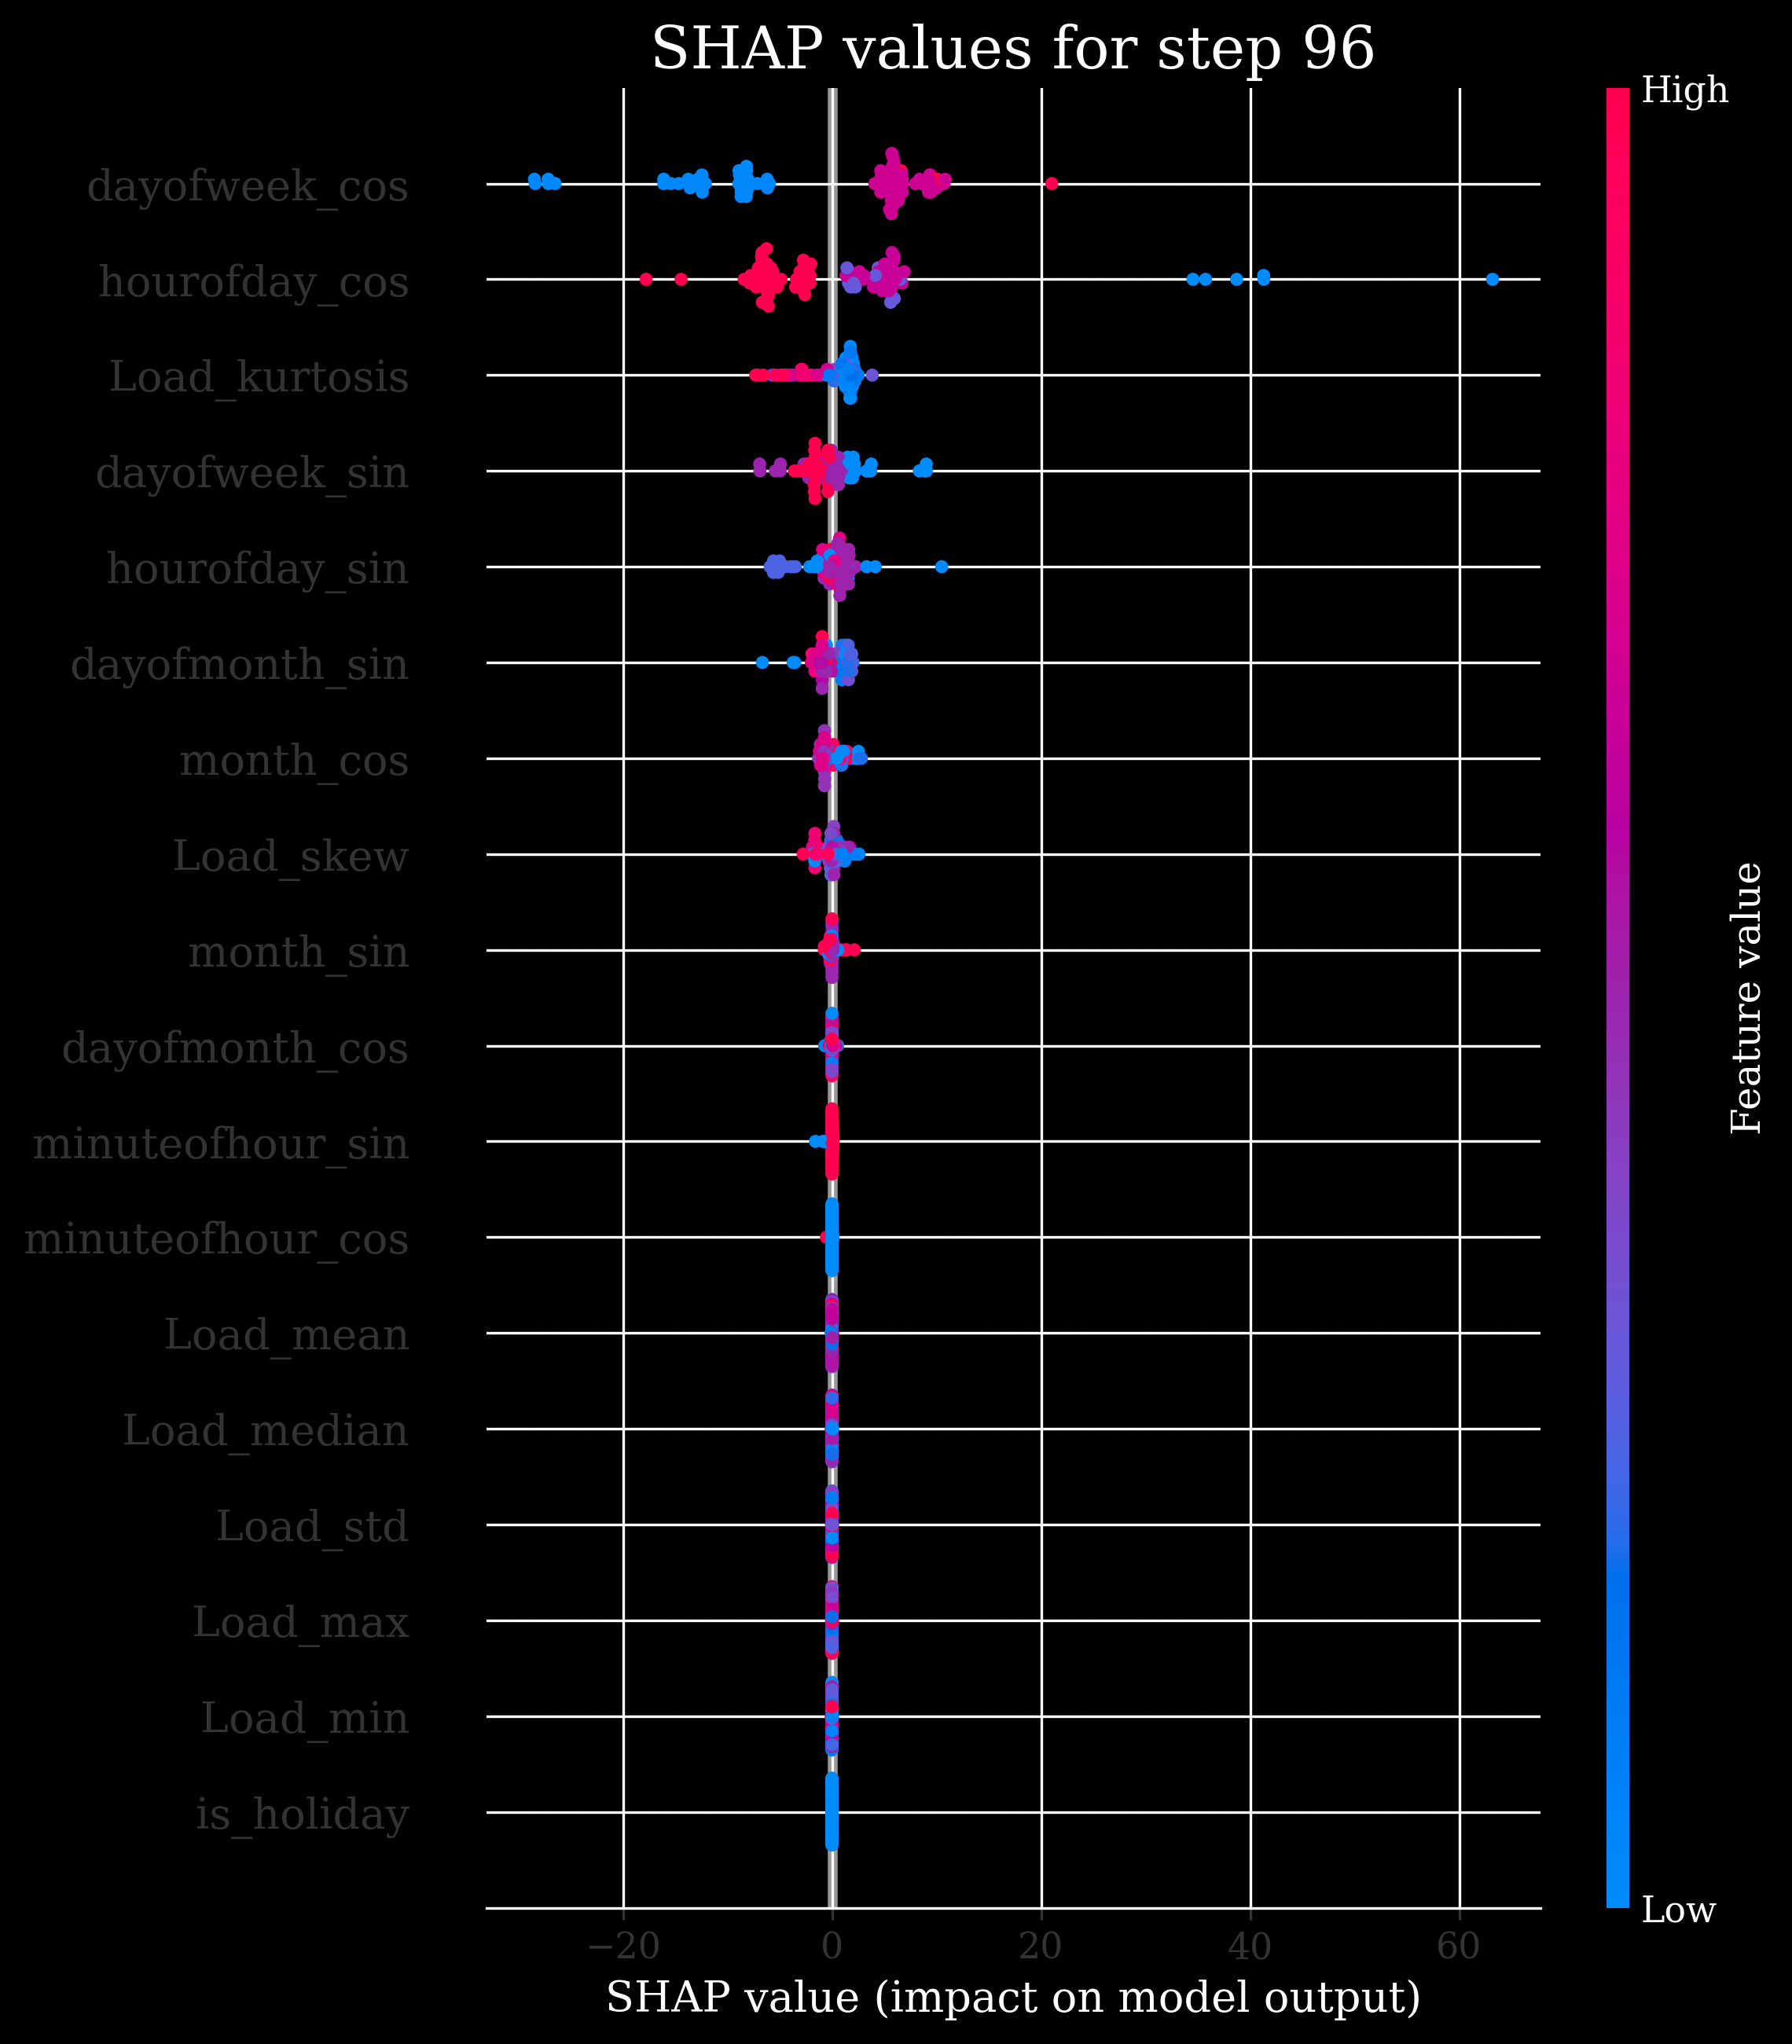 SHAP values for step 96
High
dayofweek_cos
hourofday_cos
Load_kurtosis
dayofweek_sin
hourofday_sin
dayofmonth_sin
month_cos
Load_skew
month_sin
dayofmonth_cos
minuteofhour_sin
minuteofhour_cos
Load_mean
Load_median
Load_std
Load_max
Load_min
is_holiday
Feature value
Low
−20 0 20 40 60
SHAP value (impact on model output)